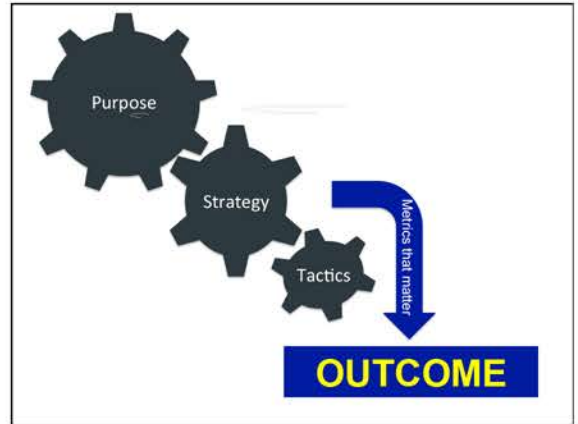 Purpose
Strategy
Tactics
Metrics that matter
OUTCOME